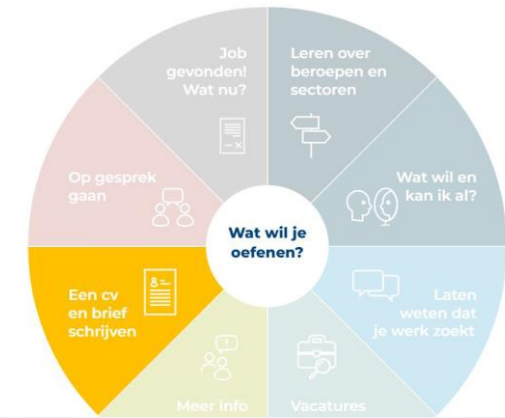 Job
gevonden!
Wat nu?
Leren over
beroepen en
sectoren
Op gesprek
gaan
Wat wil en
kan ik al?
Wat wil je
oefenen?
Een cv
en brief
schrijven
Laten
weten dat
je werk zoekt
Meer info
Vacatures